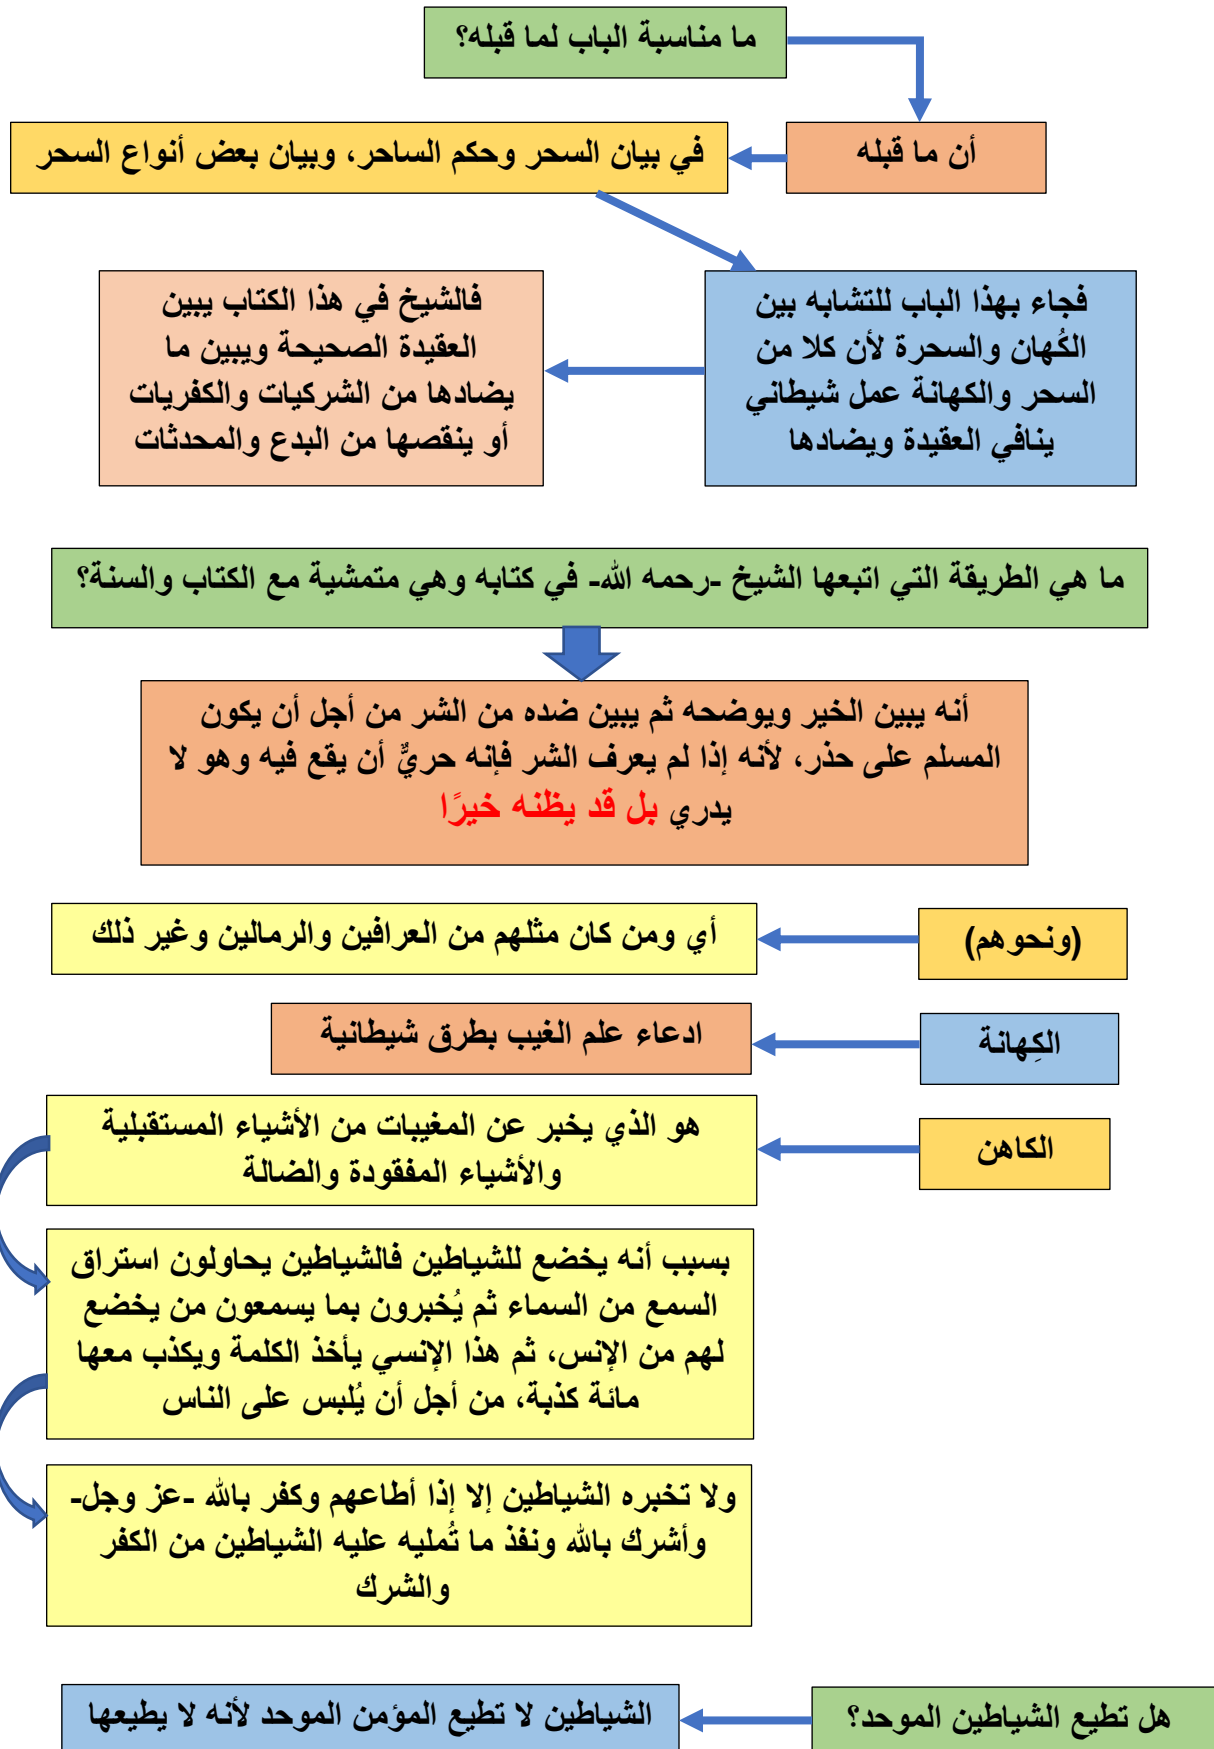 ما مناسبة الباب لما قبله؟
أن ما قبله
في بيان السحر وحكم الساحر، وبيان بعض أنواع السحر
فجاء بهذا الباب للتشابه بين
الكُهان والسحرة لأن كلا من
السحر والكهانة عمل شيطاني
ينافي العقيدة ويضادها
فالشيخ في هذا الكتاب يبين
العقيدة الصحيحة ويبين ما
يضادها من الشركيات والكفريات
أو ينقصها من البدع والمحدثات
ما هي الطريقة التي اتبعها الشيخ -رحمه الله- في كتابه وهي متمشية مع الكتاب والسنة؟
أنه يبين الخير ويوضحه ثم يبين ضده من الشر من أجل أن يكون
المسلم على حذر، لأنه إذا لم يعرف الشر فإنه حريٌّ أن يقع فيه وهو لا
يدري بل قد يظنه خيرًا
(ونحوهم)
أي ومن كان مثلهم من العرافين والرمالين وغير ذلك
الكِهانة
ادعاء علم الغيب بطرق شيطانية
الكاهن
هو الذي يخبر عن المغيبات من الأشياء المستقبلية
والأشياء المفقودة والضالة
بسبب أنه يخضع للشياطين فالشياطين يحاولون استراق
السمع من السماء ثم يُخبرون بما يسمعون من يخضع
لهم من الإنس، ثم هذا الإنسي يأخذ الكلمة ويكذب معها
مائة كذبة، من أجل أن يُلبس على الناس
ولا تخبره الشياطين إلا إذا أطاعهم وكفر بالله -عز وجل-
وأشرك بالله ونفذ ما تُمليه عليه الشياطين من الكفر
والشرك
هل تطيع الشياطين الموحد؟
الشياطين لا تطيع المؤمن الموحد لأنه لا يطيعها